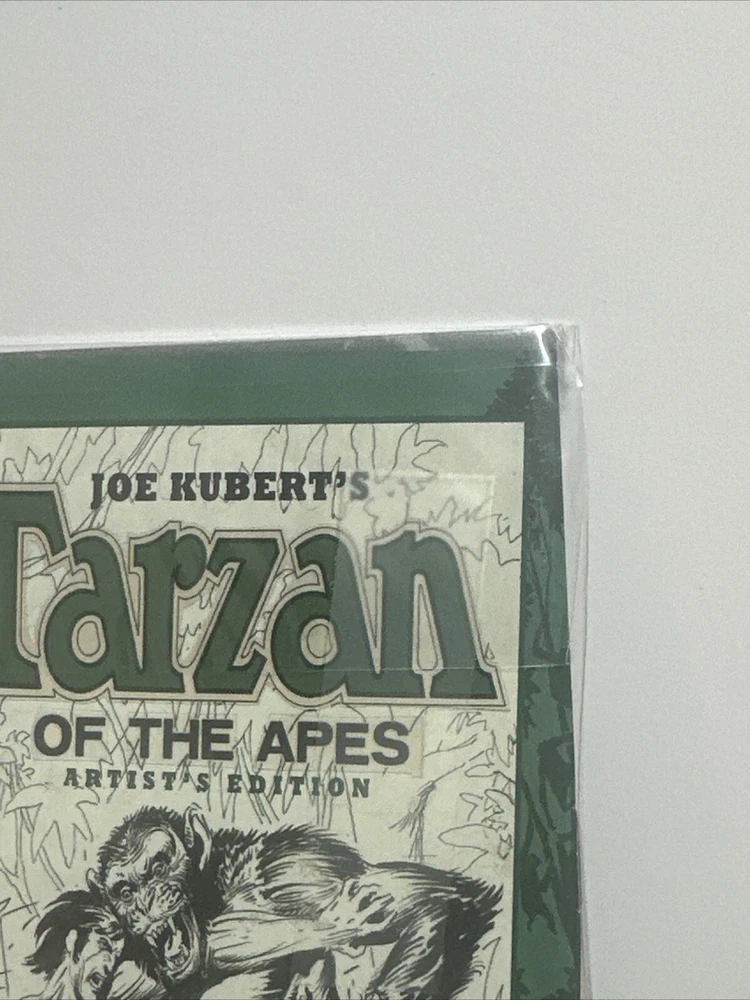 JOE KUBERT'S
Tarzan
OF THE APES
ARTIST'S EDITION